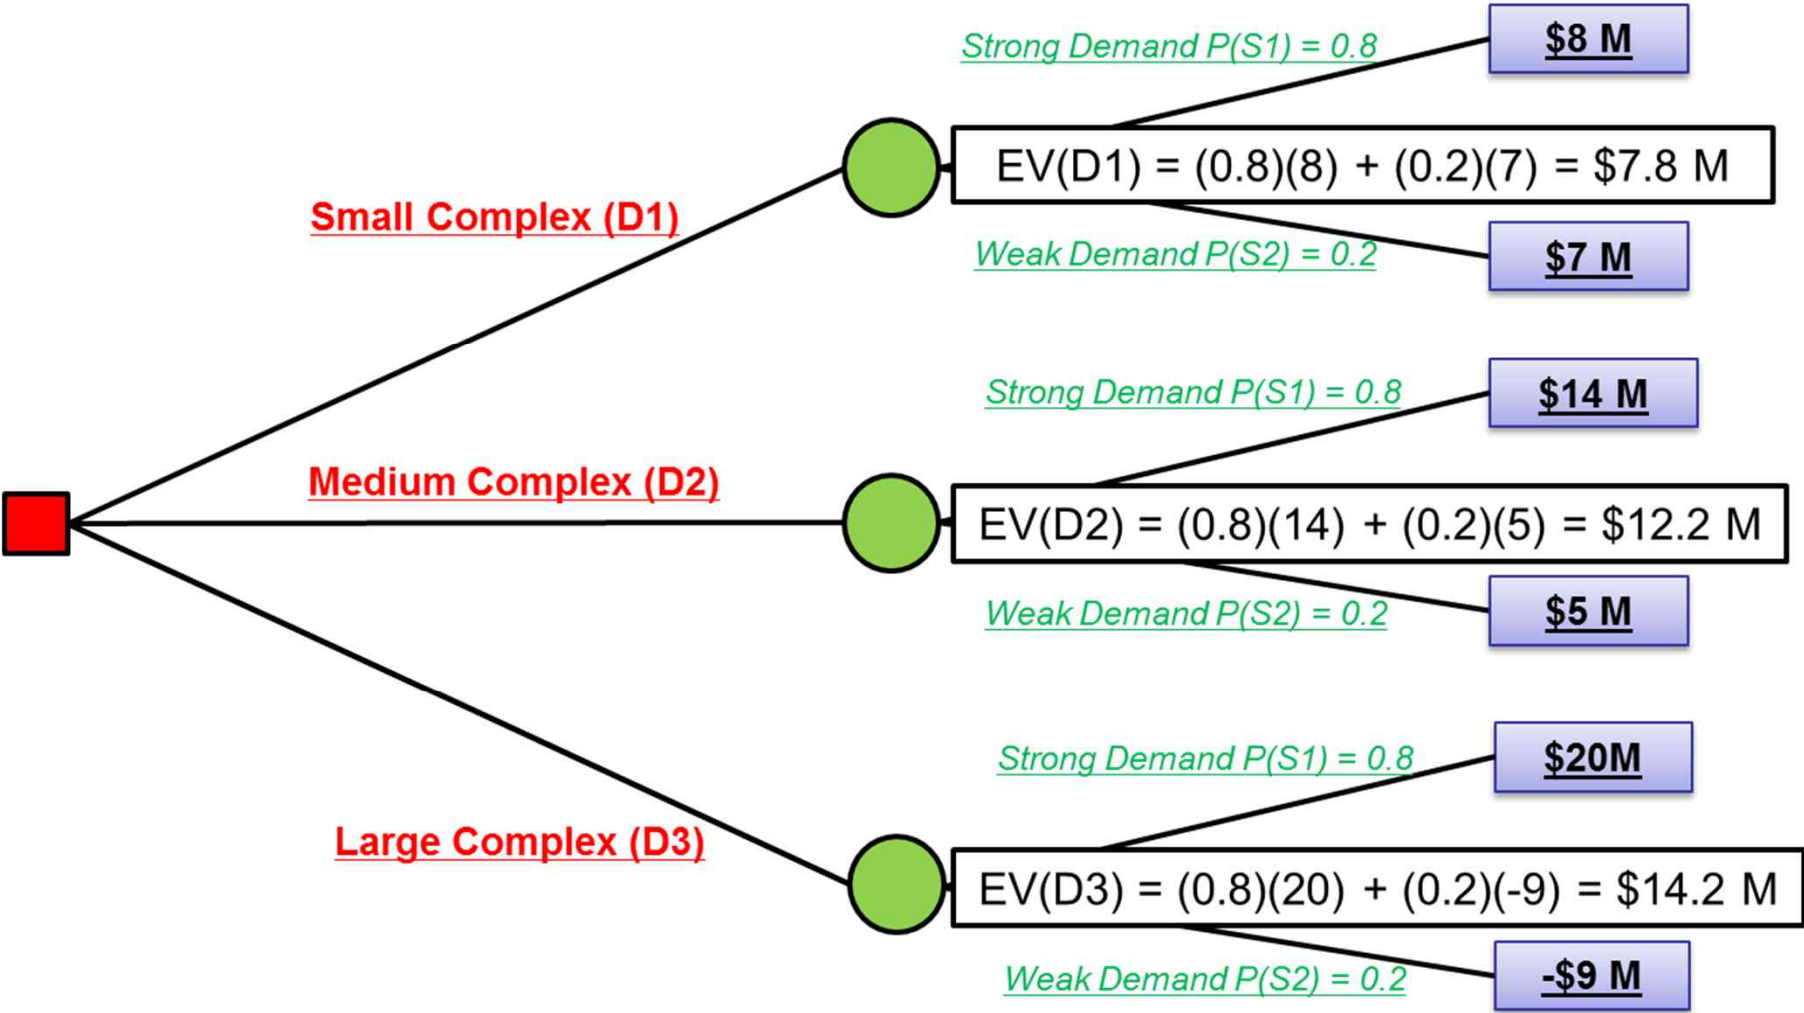 Strong Demand P(S1) = 0.8
$8 M
EV(D1) = (0.8)(8) + (0.2)(7) = $7.8 M
Small Complex (D1)
Weak Demand P(S2) = 0.2
$7 M
Strong Demand P(S1) = 0.8
$14 M
Medium Complex (D2)
EV(D2) = (0.8)(14) + (0.2)(5) = $12.2 M
Weak Demand P(S2) = 0.2
$5 M
Strong Demand P(S1) = 0.8
$20M
Large Complex (D3)
EV(D3) = (0.8)(20) + (0.2)(-9) = $14.2 M
Weak Demand P(S2) = 0.2
-$9 M